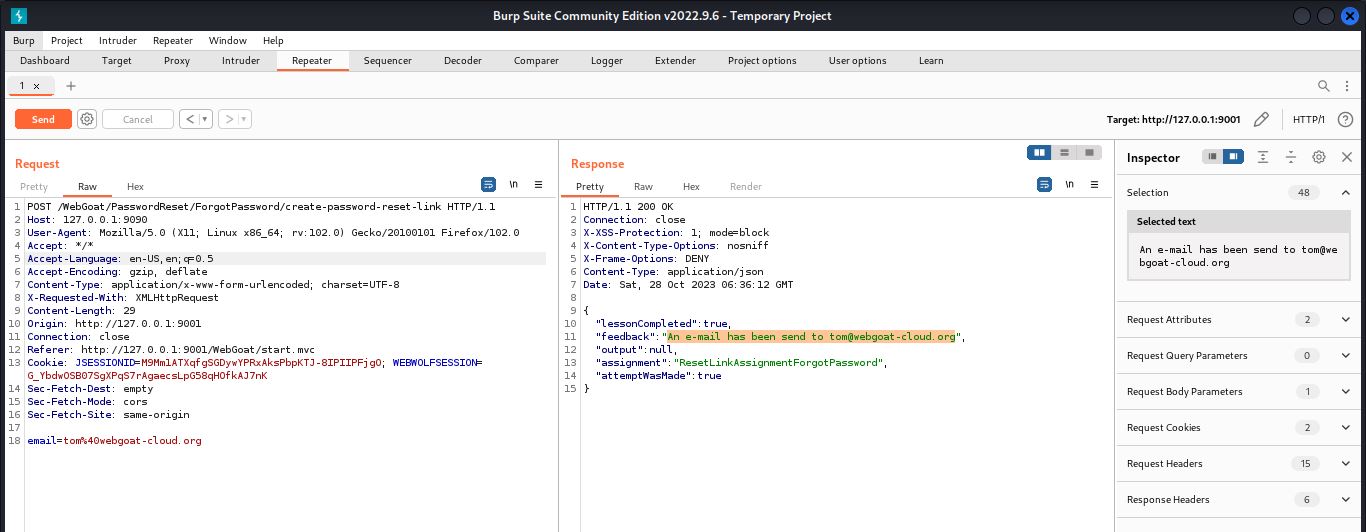 Burp Suite Community Edition v2022.9.6 - Temporary Project
Burp Project Intruder Repeater Window Help
Dashboard Target Proxy Intruder Repeater Sequencer Decoder Comparer Logger Extender Project options User options Learn
1 × +
Send Cancel < > Target: http://127.0.0.1:9001 HTTP/1 ?
Request
Pretty Raw Hex \n
1 POST /WebGoat/PasswordReset/ForgotPassword/create-password-reset-link HTTP/1.1
2 Host: 127.0.0.1:9090
3 User-Agent: Mozilla/5.0 (X11; Linux x86_64; rv:102.0) Gecko/20100101 Firefox/102.0
4 Accept: */*
5 Accept-Language: en-US,en;q=0.5
6 Accept-Encoding: gzip, deflate
7 Content-Type: application/x-www-form-urlencoded; charset=UTF-8
8 X-Requested-With: XMLHttpRequest
9 Content-Length: 29
10 Origin: http://127.0.0.1:9001
11 Connection: close
12 Referer: http://127.0.0.1:9001/WebGoat/start.mvc
13 Cookie: JSESSIONID=M9MmlATXqfgSGDywYPRxAksPbpKTJ-8IPIIPFjgO; WEBWOLFSESSION=
G_YbdwOSB07SgXPqS7rAgaecsLpG58qHOfkAJ7nK
14 Sec-Fetch-Dest: empty
15 Sec-Fetch-Mode: cors
16 Sec-Fetch-Site: same-origin
17
18 email=tom%40webgoat-cloud.org
Response
Pretty Raw Hex Render \n
1 HTTP/1.1 200 OK
2 Connection: close
3 X-XSS-Protection: 1; mode=block
4 X-Content-Type-Options: nosniff
5 X-Frame-Options: DENY
6 Content-Type: application/json
7 Date: Sat, 28 Oct 2023 06:36:12 GMT
8
9 {
10 "lessonCompleted":true,
11 "feedback":"An e-mail has been send to tom@webgoat-cloud.org",
12 "output":null,
13 "assignment":"ResetLinkAssignmentForgotPassword",
14 "attemptWasMade":true
15 }
Inspector
Selection 48
Selected text
An e-mail has been send to tom@we
bgoat-cloud.org
Request Attributes 2
Request Query Parameters 0
Request Body Parameters 1
Request Cookies 2
Request Headers 15
Response Headers 6